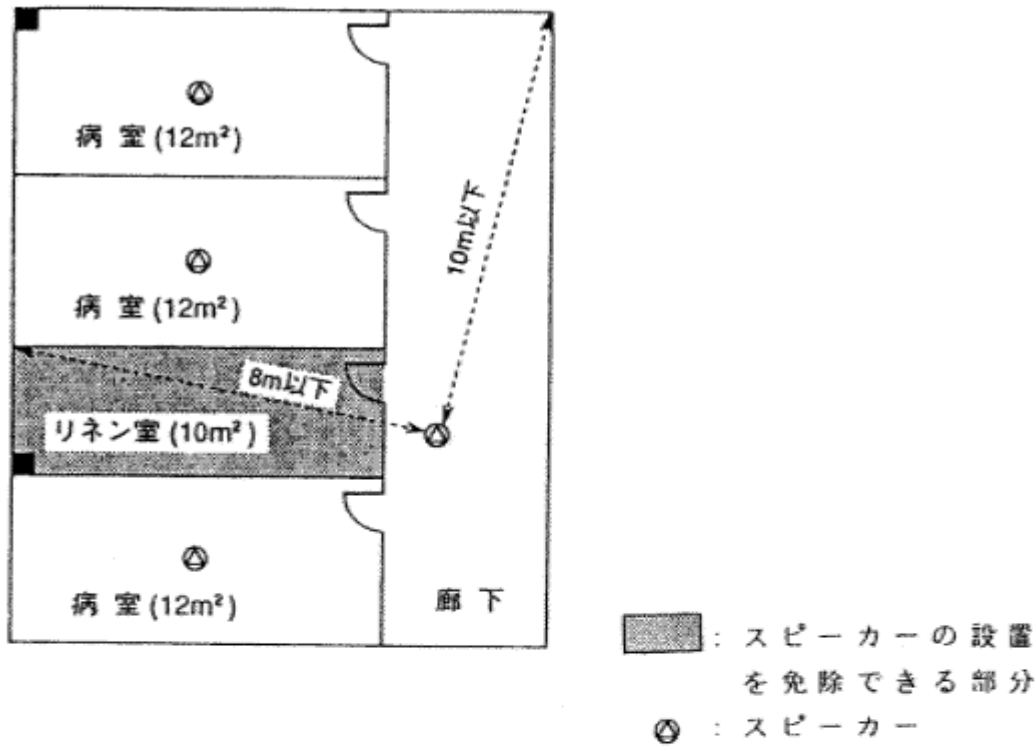 病室(12m²)
10m以下
病室(12m²)
8m以下
リネン室(10m²)
病室(12m²)
廊下
：スピーカーの設置
を免除できる部分
：スピーカー